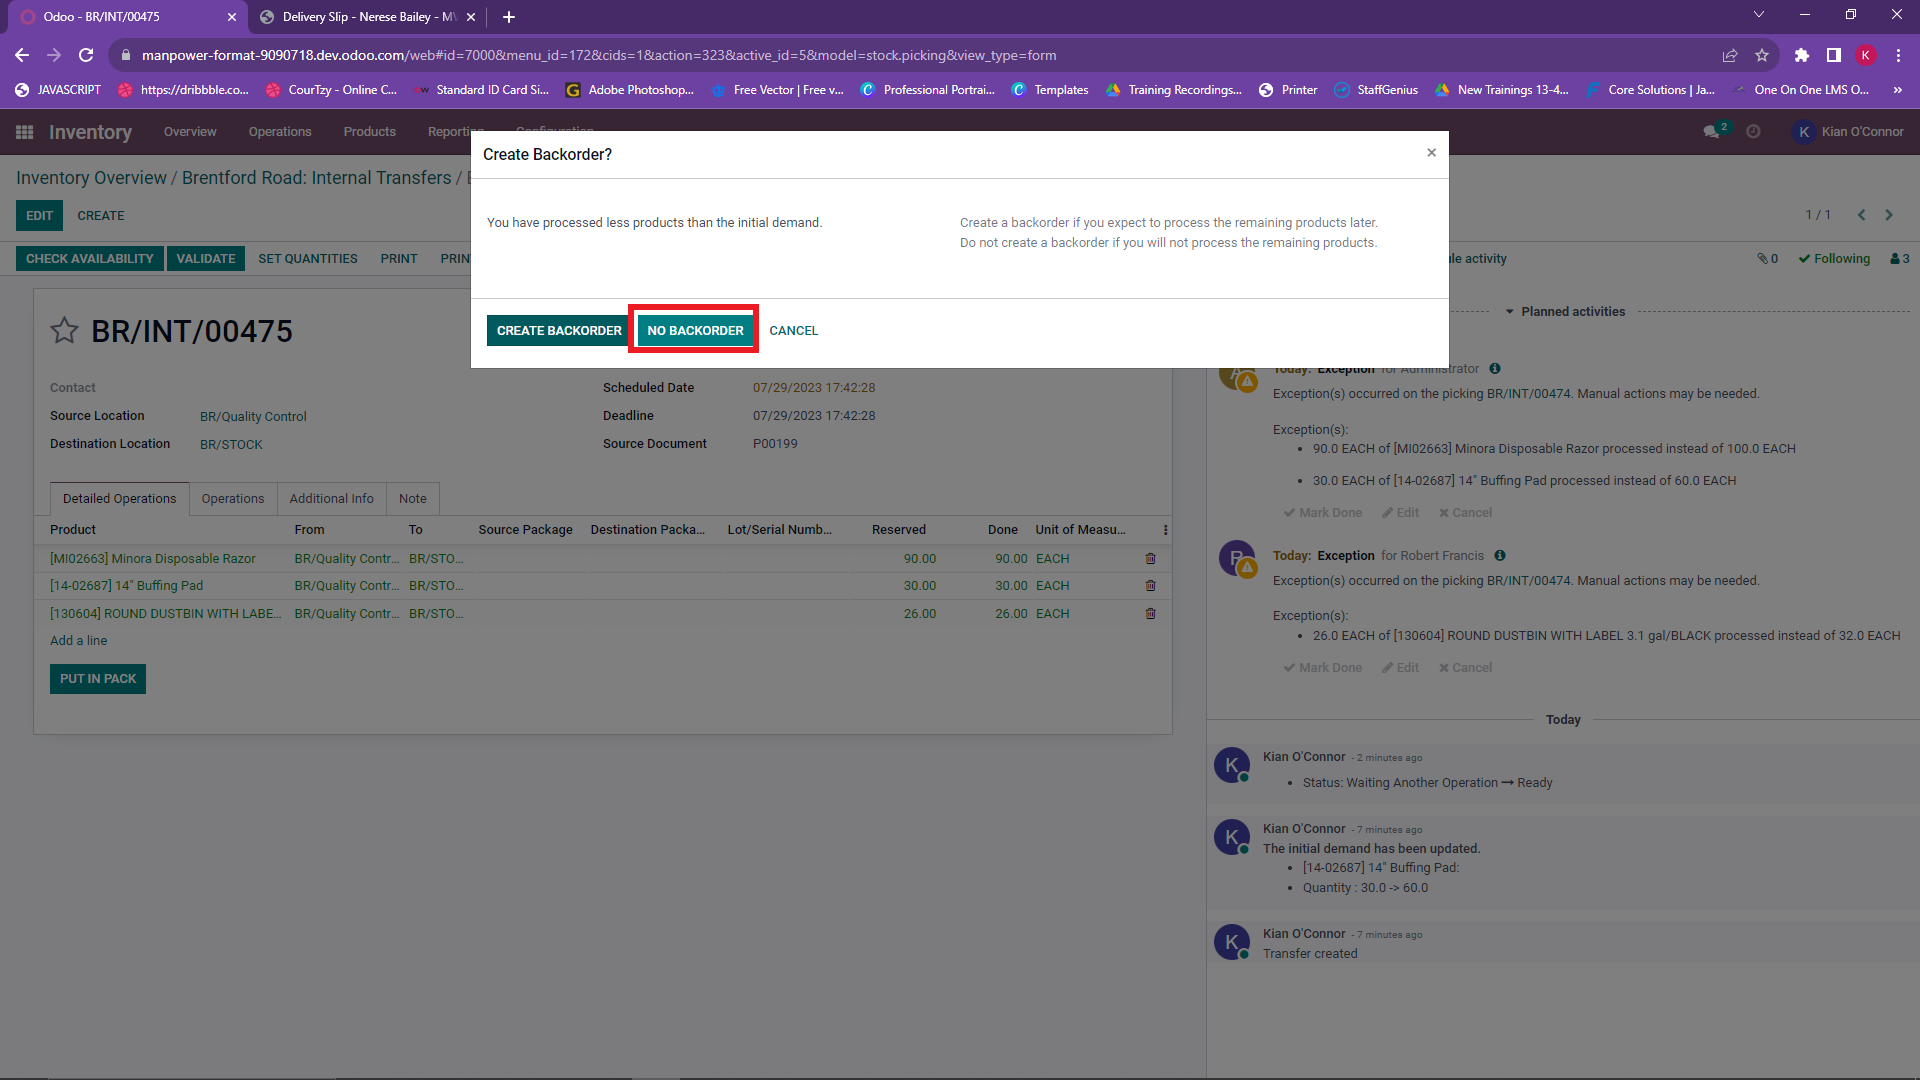 Odoo - BR/INT/00475
Delivery Slip - Nerese Bailey - M
manpower-format-9090718.dev.odoo.com/web#id=7000&menu_id=172&cids=1&action=323&active_id=5&model=stock.picking&view_type=form
K
JAVASCRIPT
https://dribbble.co...
CourTzy - Online C...
Standard ID Card Si...
Adobe Photoshop...
Free Vector | Free v...
Professional Portrai...
Templates
Training Recordings...
Printer
StaffGenius
New Trainings 13-4...
Core Solutions | Ja...
One On One LMS O...
»
Inventory
Overview
Operations
Products
Reporting
Configuration
2
K Kian O'Connor
Create Backorder?
×
You have processed less products than the initial demand.
Create a backorder if you expect to process the remaining products later.
Do not create a backorder if you will not process the remaining products.
CREATE BACKORDER
NO BACKORDER
CANCEL
Inventory Overview / Brentford Road: Internal Transfers /
EDIT
CREATE
1 / 1
CHECK AVAILABILITY
VALIDATE
SET QUANTITIES
PRINT
activity
0
Following
3
BR/INT/00475
Contact
Source Location BR/Quality Control
Destination Location BR/STOCK
Scheduled Date 07/29/2023 17:42:28
Deadline 07/29/2023 17:42:28
Source Document P00199
Detailed Operations
Operations
Additional Info
Note
Product From To Source Package Destination Packa... Lot/Serial Numb... Reserved Done Unit of Measu...
[MI02663] Minora Disposable Razor BR/Quality Contr... BR/STO... 90.00 90.00 EACH
[14-02687] 14" Buffing Pad BR/Quality Contr... BR/STO... 30.00 30.00 EACH
[130604] ROUND DUSTBIN WITH LABE... BR/Quality Contr... BR/STO... 26.00 26.00 EACH
Add a line
PUT IN PACK
Planned activities
Today: Exception for Administrator
Exception(s) occurred on the picking BR/INT/00474. Manual actions may be needed.
Exception(s):
• 90.0 EACH of [MI02663] Minora Disposable Razor processed instead of 100.0 EACH
• 30.0 EACH of [14-02687] 14" Buffing Pad processed instead of 60.0 EACH
Mark Done Edit Cancel
R
Today: Exception for Robert Francis
Exception(s) occurred on the picking BR/INT/00474. Manual actions may be needed.
Exception(s):
• 26.0 EACH of [130604] ROUND DUSTBIN WITH LABEL 3.1 gal/BLACK processed instead of 32.0 EACH
Mark Done Edit Cancel
Today
K
Kian O'Connor - 2 minutes ago
• Status: Waiting Another Operation → Ready
K
Kian O'Connor - 7 minutes ago
The initial demand has been updated.
• [14-02687] 14" Buffing Pad:
• Quantity : 30.0 -> 60.0
K
Kian O'Connor - 7 minutes ago
Transfer created